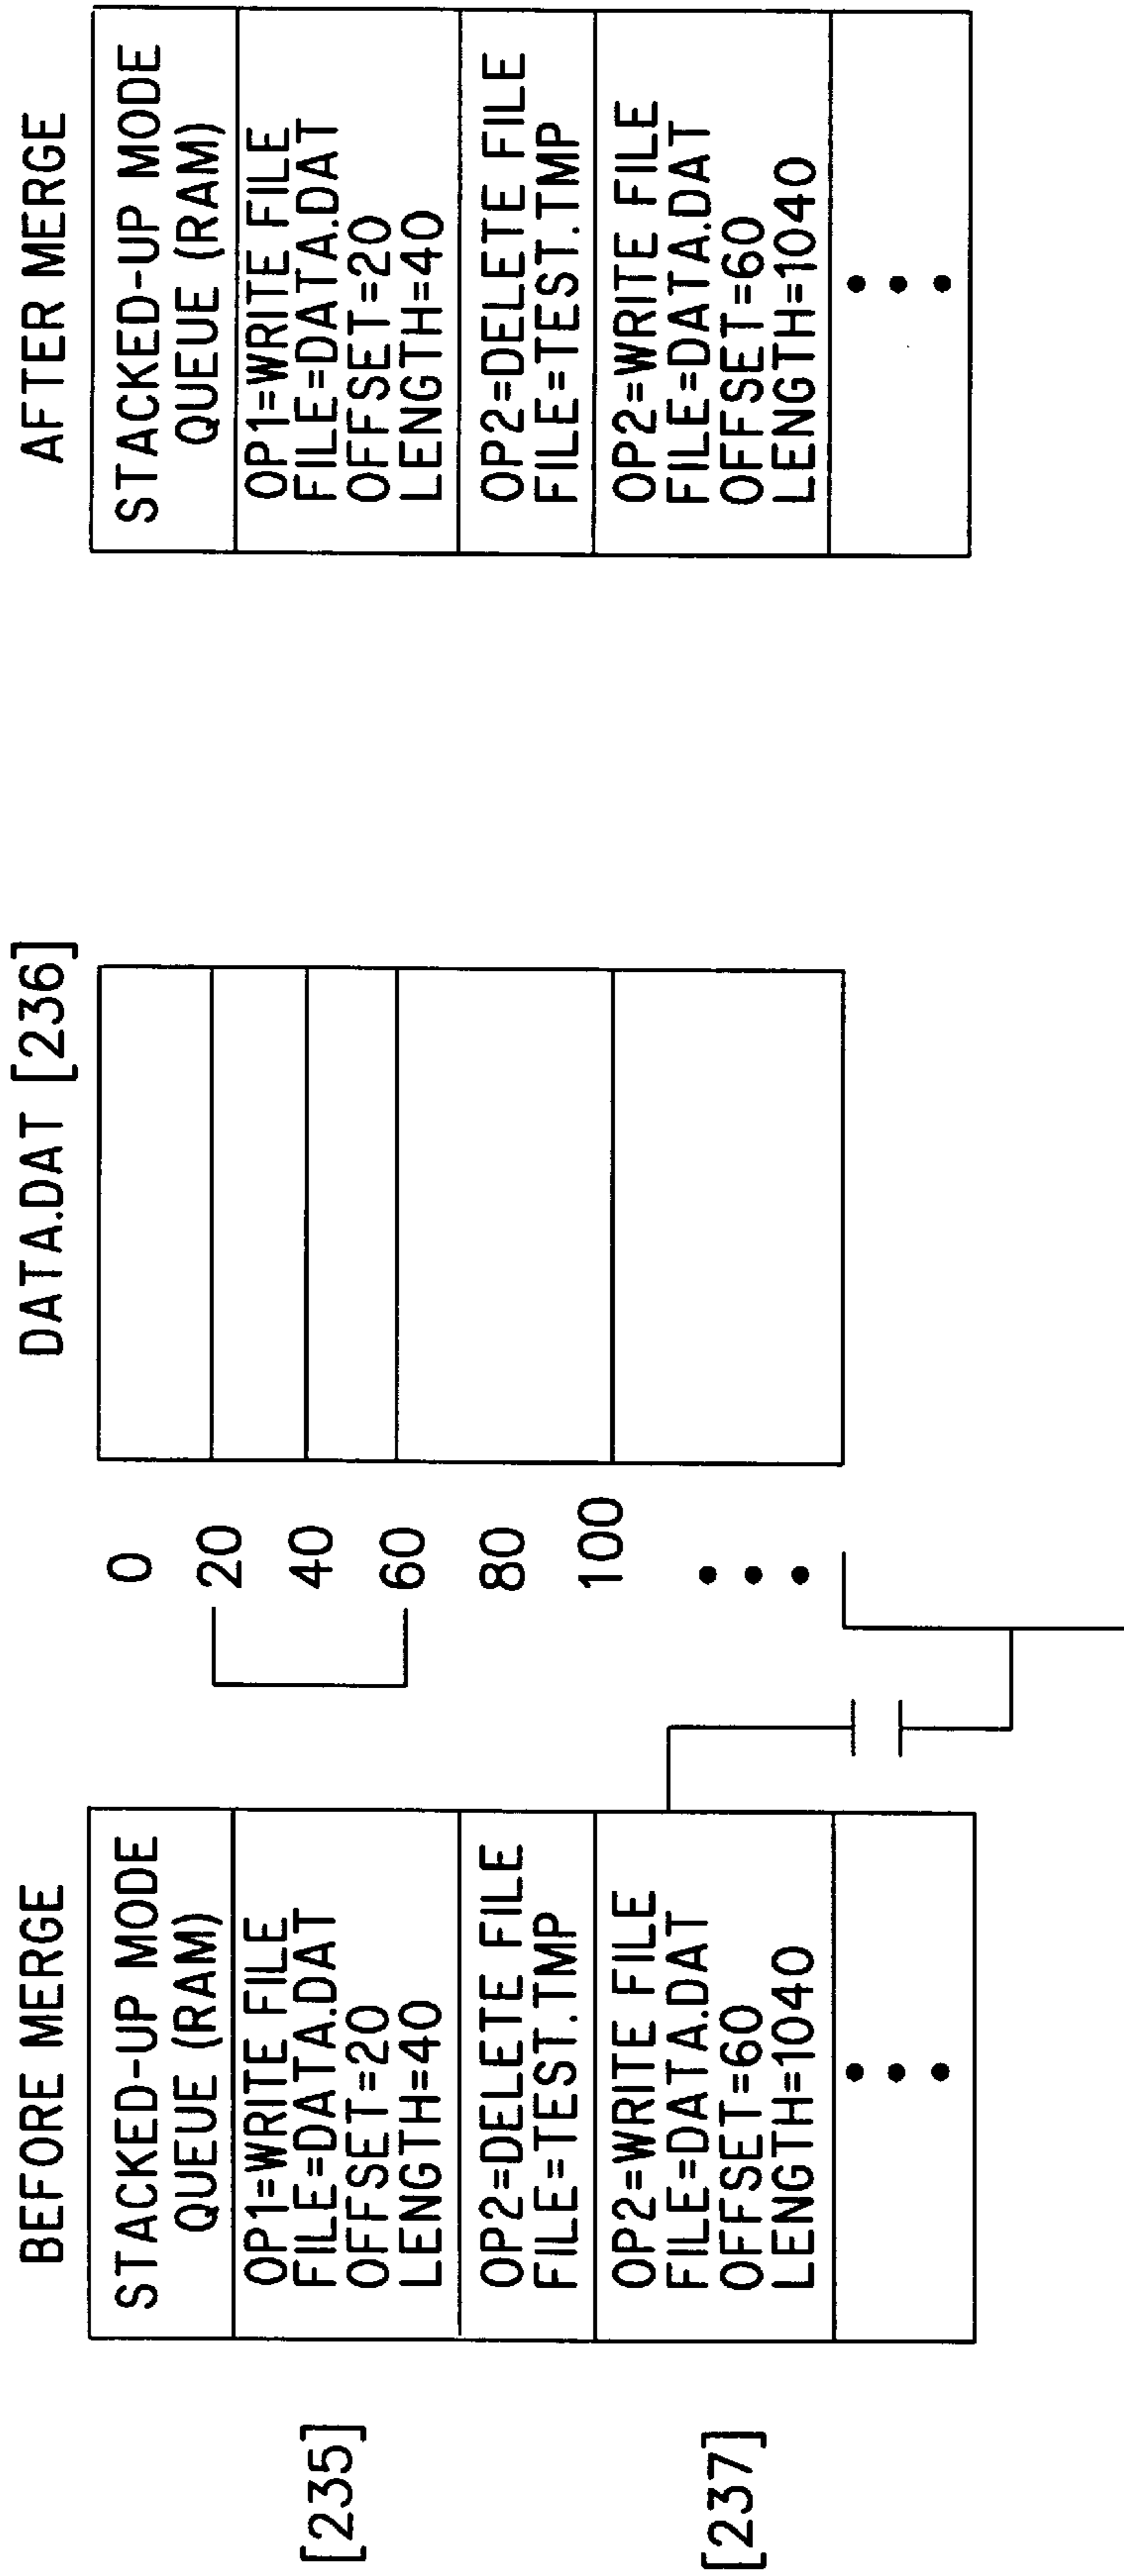 BEFORE MERGE
STACKED-UP MODE
QUEUE (RAM)
[235]
OP1=WRITE FILE
FILE=DATA.DAT
OFFSET=20
LENGTH=40
OP2=DELETE FILE
FILE=TEST.TMP
[237]
OP2=WRITE FILE
FILE=DATA.DAT
OFFSET=60
LENGTH=1040
DATA.DAT [236]
0
20
40
60
80
100
AFTER MERGE
STACKED-UP MODE
QUEUE (RAM)
OP1=WRITE FILE
FILE=DATA.DAT
OFFSET=20
LENGTH=40
OP2=DELETE FILE
FILE=TEST.TMP
OP2=WRITE FILE
FILE=DATA.DAT
OFFSET=60
LENGTH=1040